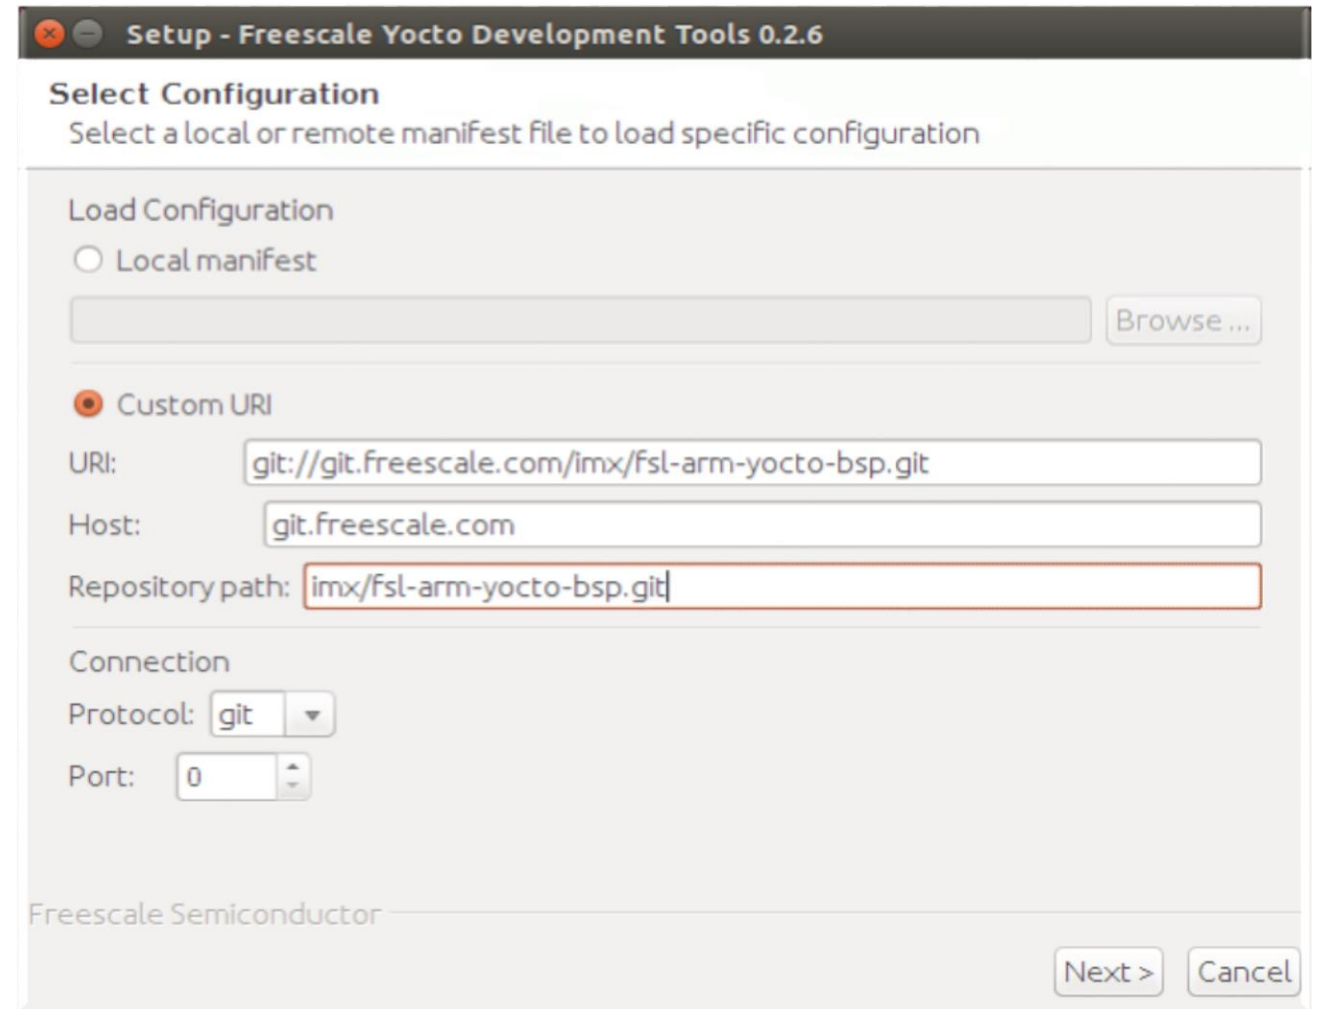 Setup - Freescale Yocto Development Tools 0.2.6
Select Configuration
Select a local or remote manifest file to load specific configuration
Load Configuration
Local manifest
Browse ...
Custom URI
URI: git://git.freescale.com/imx/fsl-arm-yocto-bsp.git
Host: git.freescale.com
Repository path: imx/fsl-arm-yocto-bsp.git
Connection
Protocol: git
Port: 0
Freescale Semiconductor
Next > Cancel